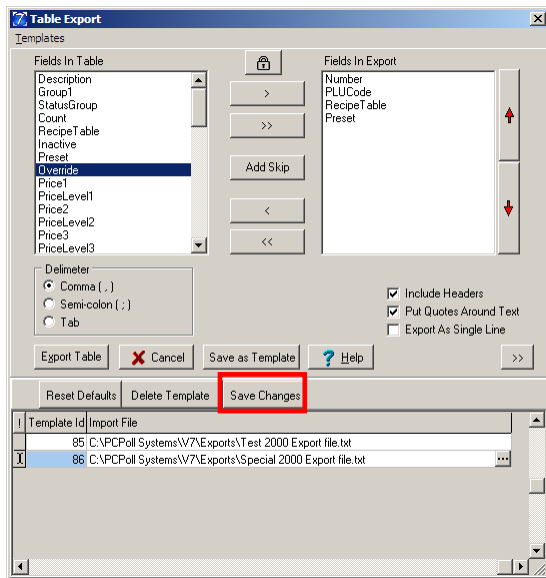 Table Export
Templates
Fields In Table
Fields In Export
Description
Group1
StatusGroup
Count
RecipeTable
Inactive
Preset
Override
Price1
PriceLevel1
Price2
PriceLevel2
Price3
PriceLevel3
>
>>
Add Skip
<
<<
Number
PLUCode
RecipeTable
Preset
Delimeter
Comma ( , )
Semi-colon ( ; )
Tab
Include Headers
Put Quotes Around Text
Export As Single Line
Export Table
Cancel
Save as Template
? Help
>>
Reset Defaults
Delete Template
Save Changes
! Template Id Import File
85 C:\PCPoll Systems\V7\Exports\Test 2000 Export file.txt
86 C:\PCPoll Systems\V7\Exports\Special 2000 Export file.txt ...